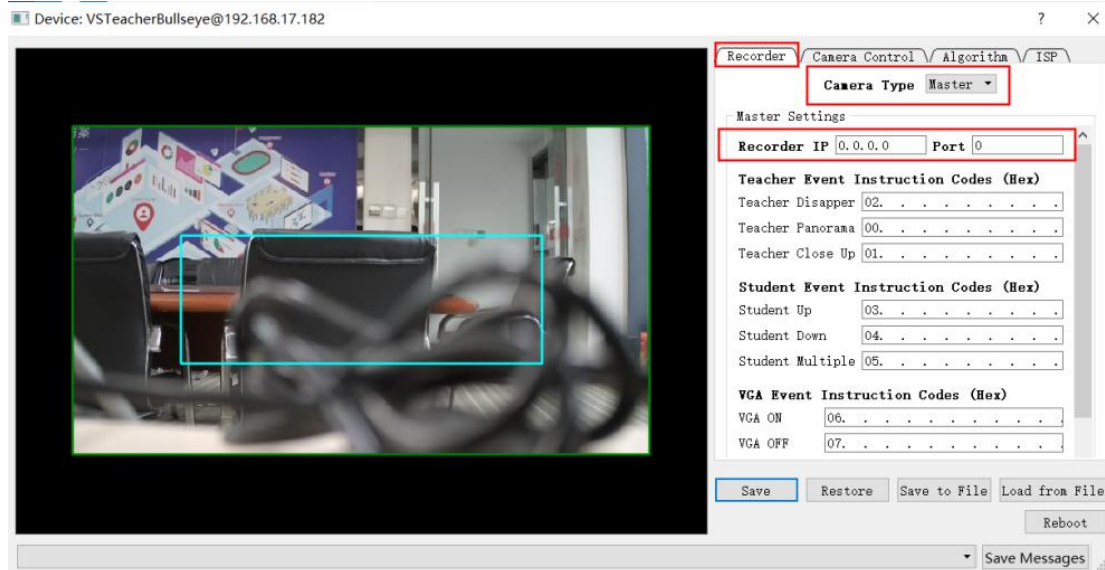 Device: VSTeacherBullseye@192.168.17.182 ? ×
Recorder Camera Control Algorithm ISP
Camera Type Master
Master Settings
Recorder IP 0.0.0.0 Port 0
Teacher Event Instruction Codes (Hex)
Teacher Disapper 02. . . . . . . . .
Teacher Panorama 00. . . . . . . . .
Teacher Close Up 01. . . . . . . . .
Student Event Instruction Codes (Hex)
Student Up 03. . . . . . . . .
Student Down 04. . . . . . . . .
Student Multiple 05. . . . . . . . .
VGA Event Instruction Codes (Hex)
VGA ON 06. . . . . . . . .
VGA OFF 07. . . . . . . . .
Save Restore Save to File Load from File
Reboot
Save Messages